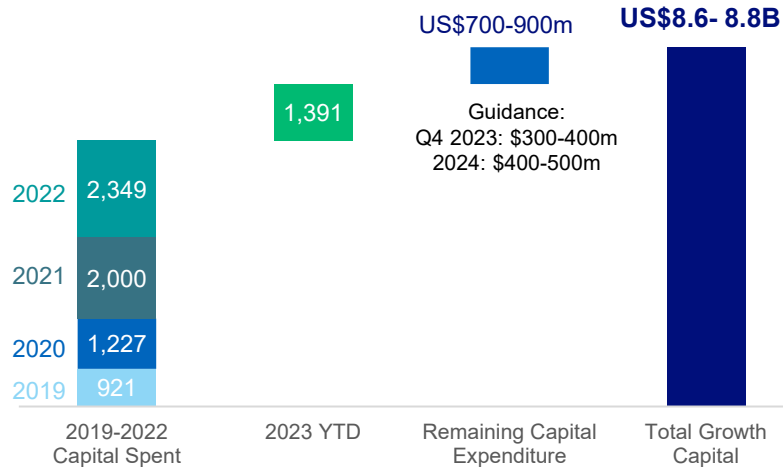 US$700-900m
US$8.6- 8.8B
1,391
Guidance:
Q4 2023: $300-400m
2024: $400-500m
2022
2,349
2021
2,000
2020
1,227
2019
921
2019-2022
Capital Spent
2023 YTD
Remaining Capital
Expenditure
Total Growth
Capital